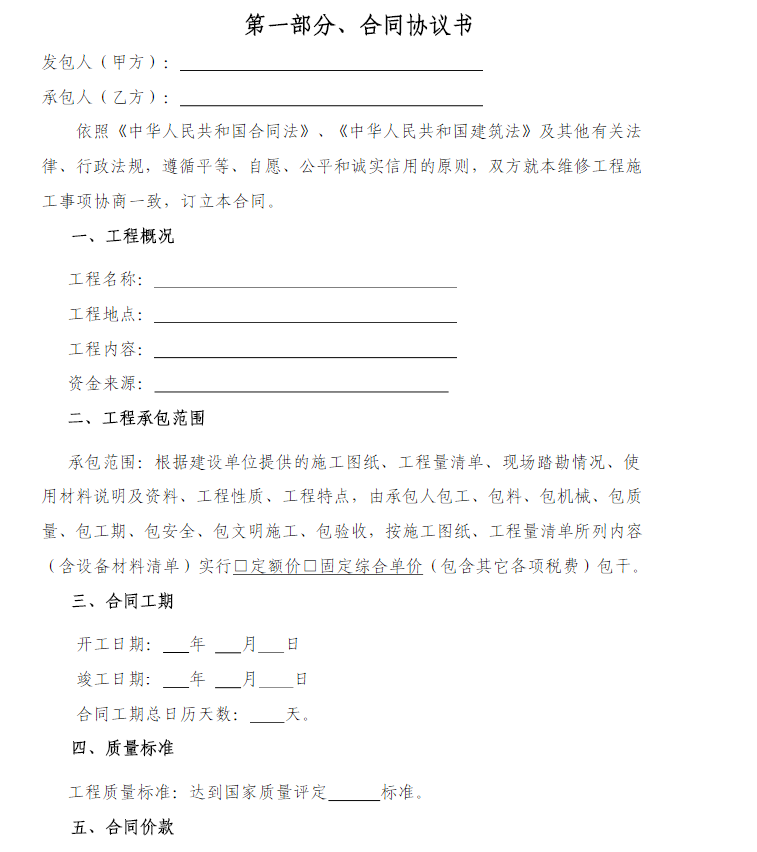 第一部分、合同协议书
发包人（甲方）：___________________________________
承包人（乙方）：___________________________________
依照《中华人民共和国合同法》、《中华人民共和国建筑法》及其他有关法
律、行政法规，遵循平等、自愿、公平和诚实信用的原则，双方就本维修工程施
工事项协商一致，订立本合同。
一、工程概况
工程名称：___________________________________
工程地点：___________________________________
工程内容：___________________________________
资金来源：__________________________________
二、工程承包范围
承包范围：根据建设单位提供的施工图纸、工程量清单、现场踏勘情况、使
用材料说明及资料、工程性质、工程特点，由承包人包工、包料、包机械、包质
量、包工期、包安全、包文明施工、包验收，按施工图纸、工程量清单所列内容
（含设备材料清单）实行□定额价□固定综合单价（包含其它各项税费）包干。
三、合同工期
开工日期：___年 ___月___日
竣工日期：___年 ___月____日
合同工期总日历天数：____天。
四、质量标准
工程质量标准：达到国家质量评定______标准。
五、合同价款